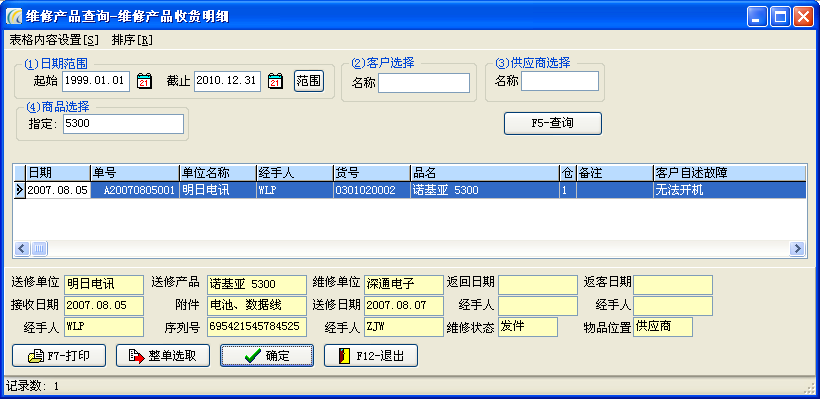 维修产品查询-维修产品收货明细
表格内容设置[S] 排序[R]
(1)日期范围 (2)客户选择 (3)供应商选择
起始 1999.01.01 21 截止 2010.12.31 21 范围 名称 名称
(4)商品选择
指定: 5300 F5-查询
日期 单号 单位名称 经手人 货号 品名 仓 备注 客户自述故障
2007.08.05 A20070805001 明日电讯 WLP 0301020002 诺基亚 5300 1 无法开机
送修单位 明日电讯 送修产品 诺基亚 5300 维修单位 深通电子 返回日期 返客日期
接收日期 2007.08.05 附件 电池、数据线 送修日期 2007.08.07 经手人 经手人
经手人 WLP 序列号 695421545784525 经手人 ZJW 维修状态 发件 物品位置 供应商
F7-打印 整单选取 确定 F12-退出
记录数: 1